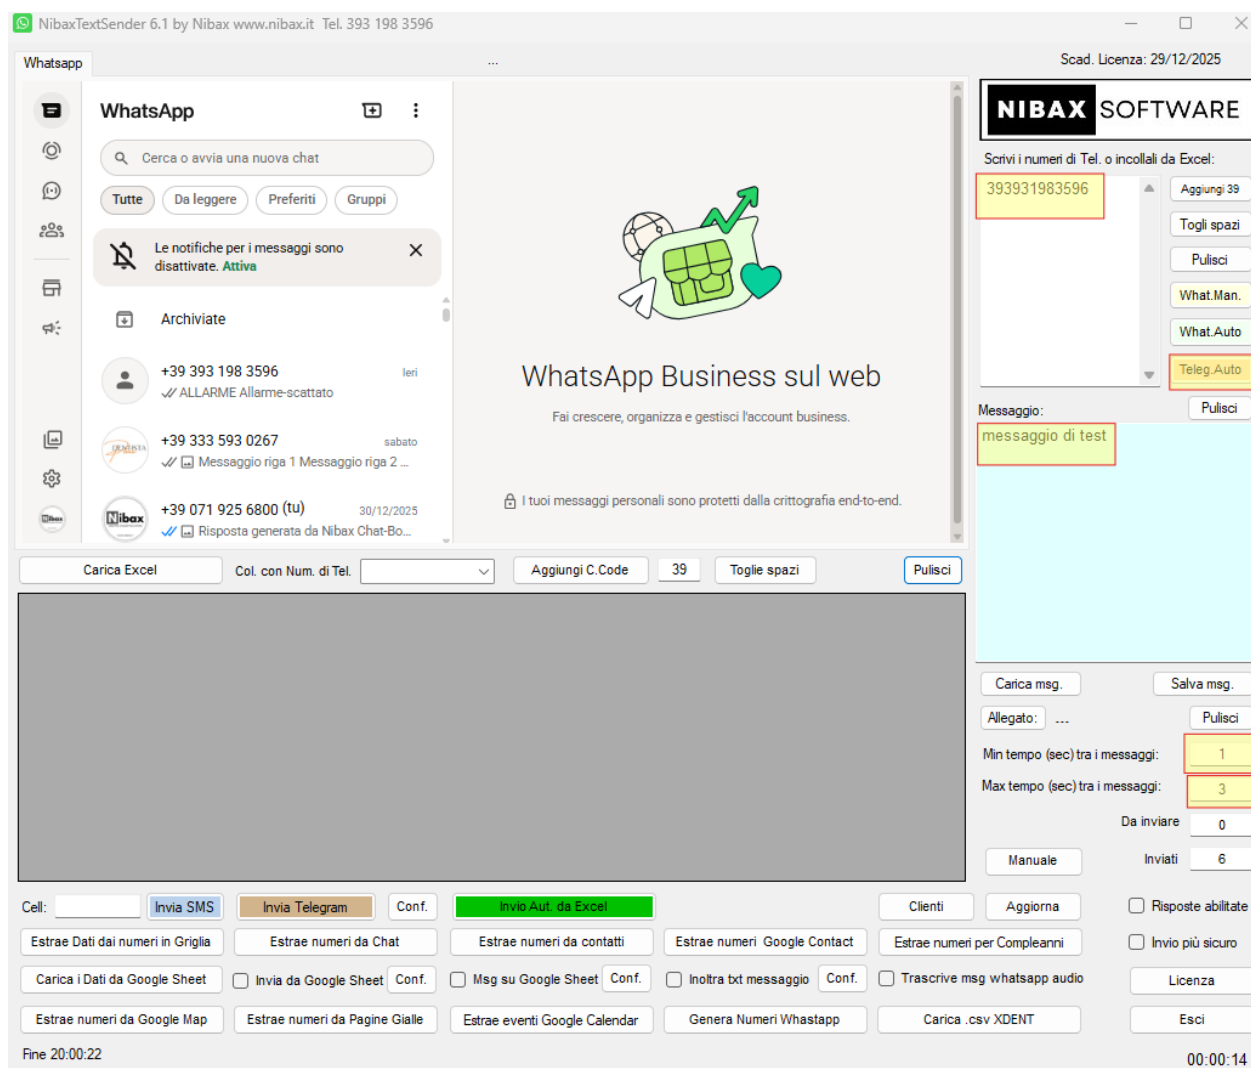 NibaxTextSender 6.1 by Nibax www.nibax.it Tel. 393 198 3596
Whatsapp
...
Scad. Licenza: 29/12/2025
WhatsApp
Cerca o avvia una nuova chat
Tutte Da leggere Preferiti Gruppi
Le notifiche per i messaggi sono
disattivate. Attiva
Archiviate
+39 393 198 3596 Ieri
ALLARME Allarme-scattato
+39 333 593 0267 sabato
Messaggio riga 1 Messaggio riga 2 ...
+39 071 925 6800 (tu) 30/12/2025
Nibax
Risposta generata da Nibax Chat-Bo...
WhatsApp Business sul web
Fai crescere, organizza e gestisci l'account business.
I tuoi messaggi personali sono protetti dalla crittografia end-to-end.
NIBAX SOFTWARE
Scrivi i numeri di Tel. o incollali da Excel:
393931983596
Aggiungi 39
Togli spazi
Pulisci
What.Man.
What.Auto
Teleg.Auto
Messaggio: Pulisci
messaggio di test
Carica Excel Col. con Num. di Tel. Aggiungi C.Code 39 Toglie spazi Pulisci
Carica msg. Salva msg.
Allegato: ... Pulisci
Min tempo (sec) tra i messaggi: 1
Max tempo (sec) tra i messaggi: 3
Da inviare 0
Manuale Inviati 6
Cell: Invia SMS Invia Telegram Conf. Invio Aut. da Excel Clienti Aggiorna Risposte abilitate
Estrae Dati dai numeri in Griglia Estrae numeri da Chat Estrae numeri da contatti Estrae numeri Google Contact Estrae numeri per Compleanni Invio più sicuro
Carica i Dati da Google Sheet Invia da Google Sheet Conf. Msg su Google Sheet Conf. Inoltra txt messaggio Conf. Trascrive msg whatsapp audio Licenza
Estrae numeri da Google Map Estrae numeri da Pagine Gialle Estrae eventi Google Calendar Genera Numeri Whastapp Carica .csv XDENT Esci
Fine 20:00:22 00:00:14